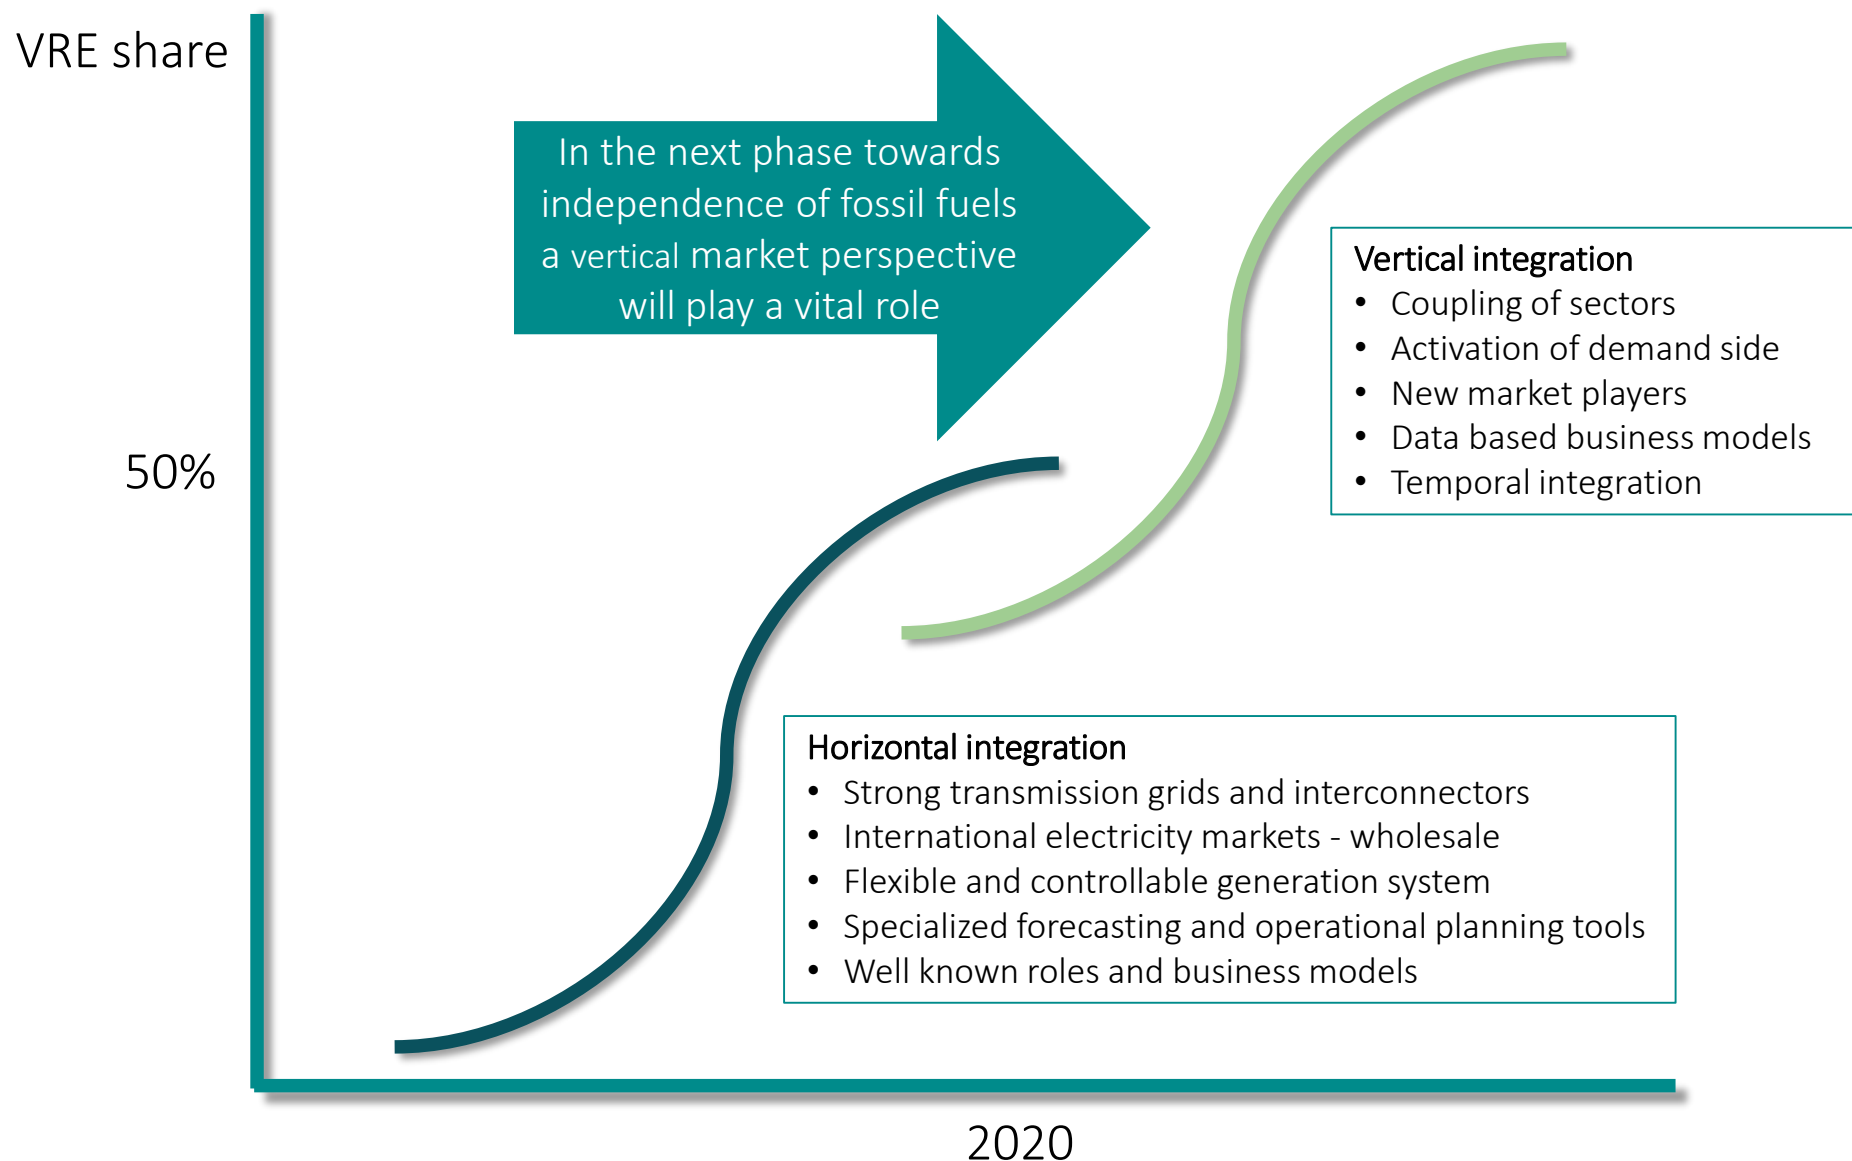 VRE share
In the next phase towards
independence of fossil fuels
a vertical market perspective
will play a vital role
Vertical integration
• Coupling of sectors
• Activation of demand side
• New market players
• Data based business models
• Temporal integration
50%
Horizontal integration
• Strong transmission grids and interconnectors
• International electricity markets - wholesale
• Flexible and controllable generation system
• Specialized forecasting and operational planning tools
• Well known roles and business models
2020